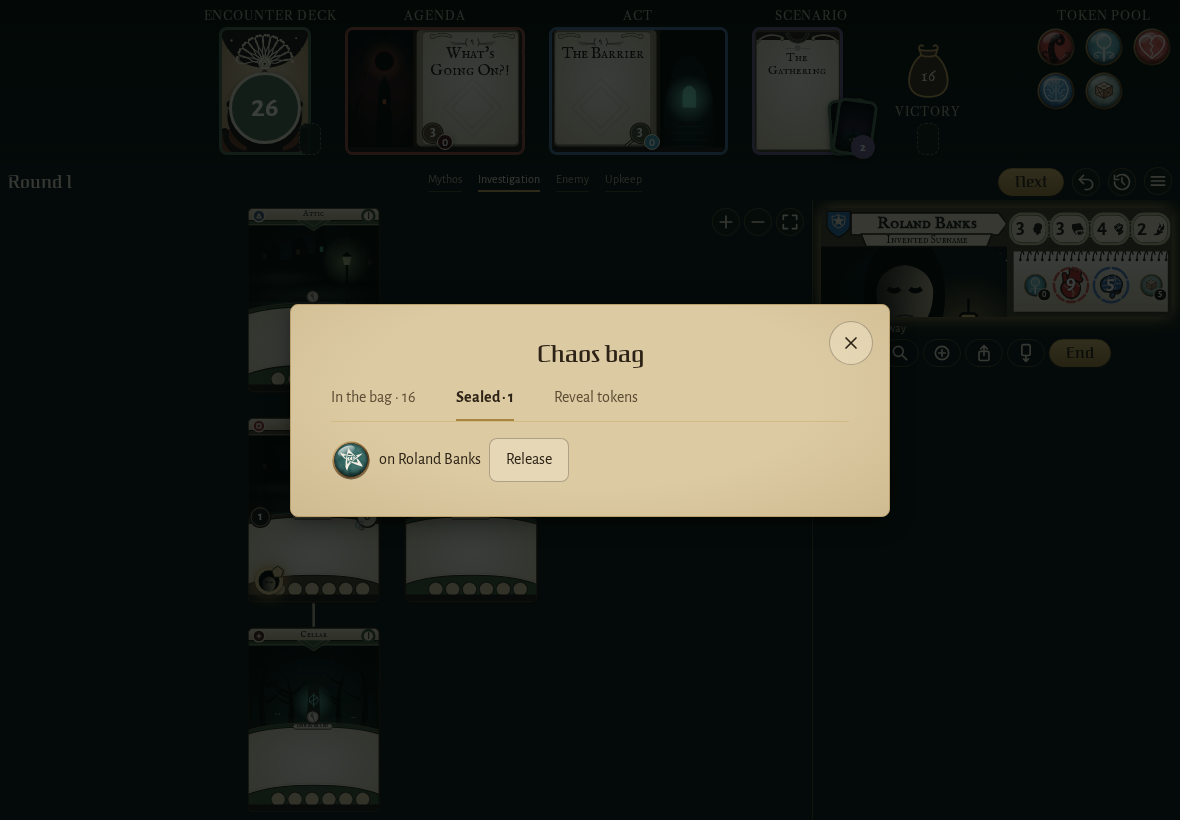 ENCOUNTER DECK
AGENDA
ACT
SCENARIO
TOKEN POOL
26
What's Going On?!
3
0
The Barrier
3
0
The Gathering
2
16
VICTORY
Round 1
Mythos
Investigation
Enemy
Upkeep
Next
Attic
Roland Banks
Invented Surname
3
3
4
2
0
9
5
5
End
Chaos bag
In the bag · 16
Sealed · 1
Reveal tokens
on Roland Banks
Release
1
Cellar